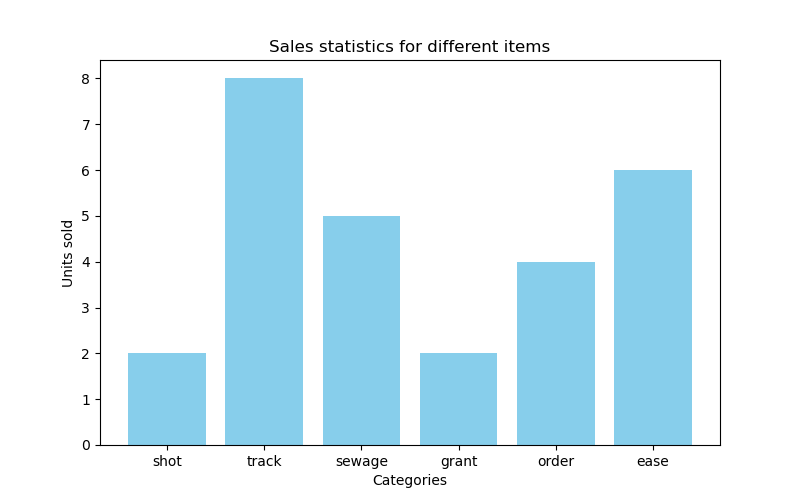 Sales statistics for different items
Units sold
8
7
6
5
4
3
2
1
0
shot track sewage grant order ease
Categories